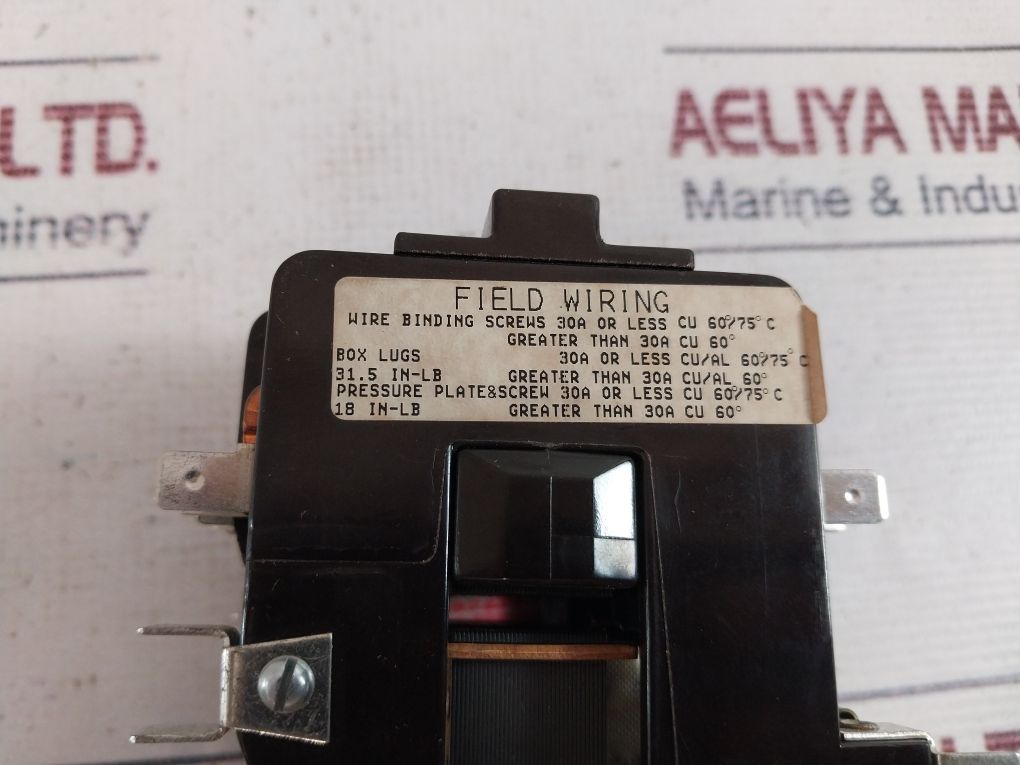 LTD.
AELIYA MA
hinery
Marine & Indu
FIELD WIRING
WIRE BINDING SCREWS 30A OR LESS CU 60°/75°C
GREATER THAN 30A CU 60°
BOX LUGS 30A OR LESS CU/AL 60°/75°C
31.5 IN-LB GREATER THAN 30A CU/AL 60°
PRESSURE PLATE&SCREW 30A OR LESS CU 60°/75°C
18 IN-LB GREATER THAN 30A CU 60°